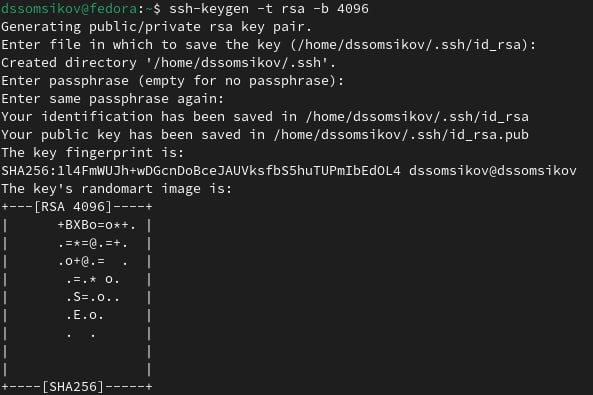 dssomsikov@fedora:~$ ssh-keygen -t rsa -b 4096
Generating public/private rsa key pair.
Enter file in which to save the key (/home/dssomsikov/.ssh/id_rsa):
Created directory '/home/dssomsikov/.ssh'.
Enter passphrase (empty for no passphrase):
Enter same passphrase again:
Your identification has been saved in /home/dssomsikov/.ssh/id_rsa
Your public key has been saved in /home/dssomsikov/.ssh/id_rsa.pub
The key fingerprint is:
SHA256:1l4FmWUJh+wDGcnDoBceJAUVksfbS5huTUPmIbEdOL4 dssomsikov@dssomsikov
The key's randomart image is:
+---[RSA 4096]----+
|      +BXBo=o*+. |
|      .=*=@.=+.  |
|      .o+@.=  .  |
|       .=.* o.   |
|       .S=.o..   |
|       .E.o.     |
|       .  .      |
|                 |
|                 |
+----[SHA256]-----+